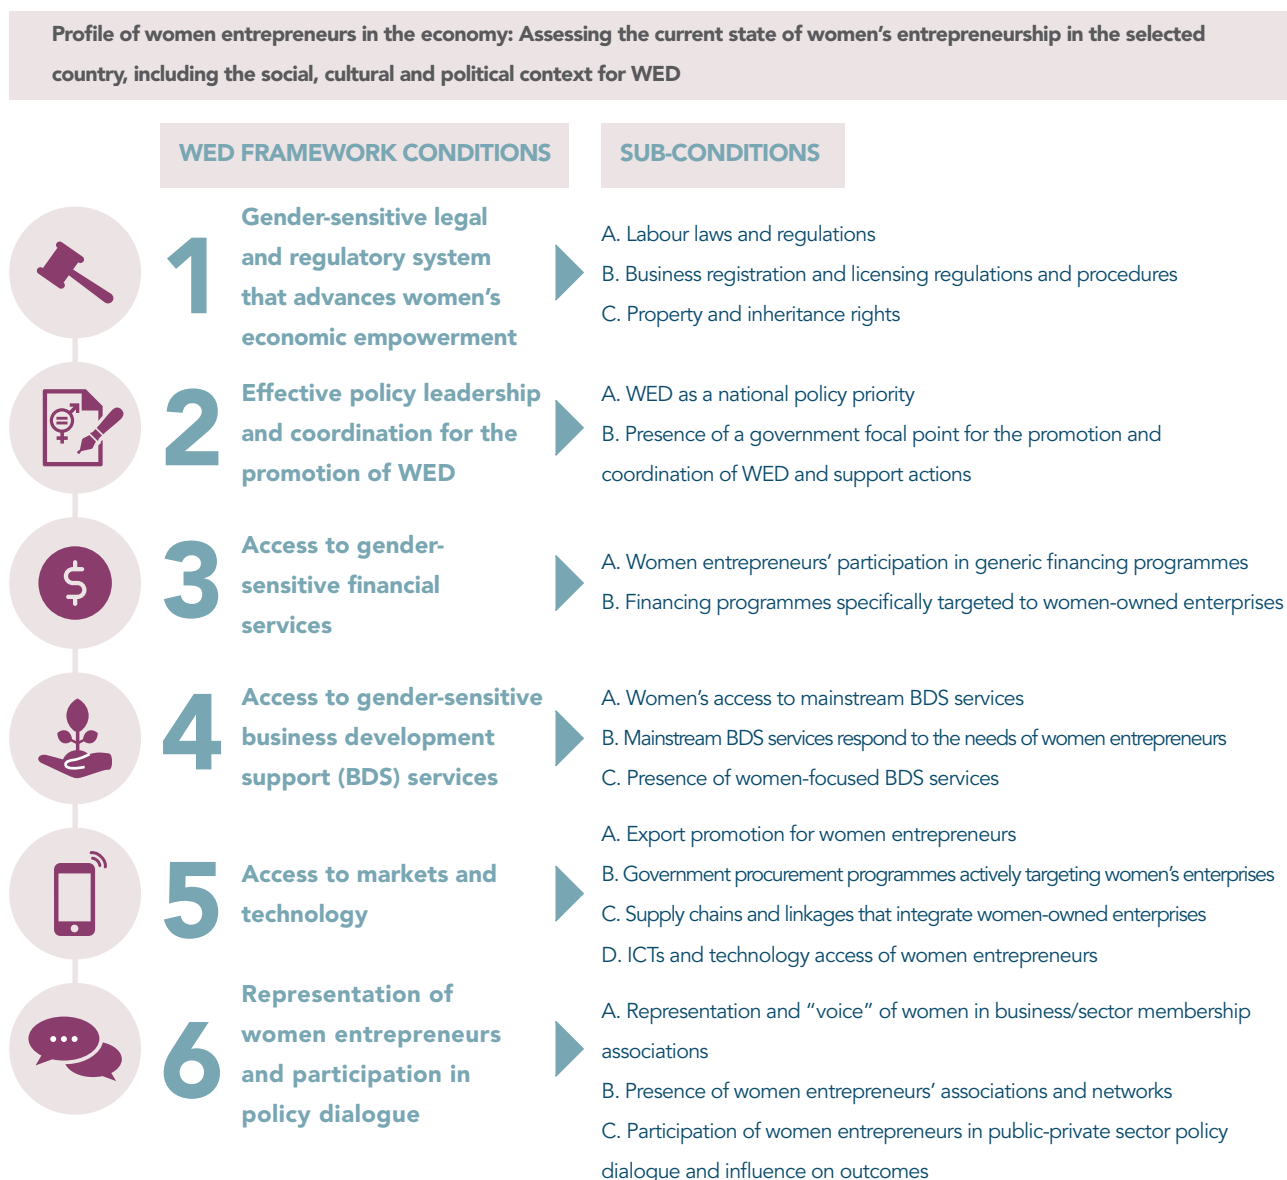 Profile of women entrepreneurs in the economy: Assessing the current state of women’s entrepreneurship in the selected
country, including the social, cultural and political context for WED
WED FRAMEWORK CONDITIONS
SUB-CONDITIONS
1
Gender-sensitive legal
and regulatory system
that advances women’s
economic empowerment
A. Labour laws and regulations
B. Business registration and licensing regulations and procedures
C. Property and inheritance rights
2
Effective policy leadership
and coordination for the
promotion of WED
A. WED as a national policy priority
B. Presence of a government focal point for the promotion and
coordination of WED and support actions
$
3
Access to gender-
sensitive financial
services
A. Women entrepreneurs’ participation in generic financing programmes
B. Financing programmes specifically targeted to women-owned enterprises
4
Access to gender-sensitive
business development
support (BDS) services
A. Women’s access to mainstream BDS services
B. Mainstream BDS services respond to the needs of women entrepreneurs
C. Presence of women-focused BDS services
5
Access to markets and
technology
A. Export promotion for women entrepreneurs
B. Government procurement programmes actively targeting women’s enterprises
C. Supply chains and linkages that integrate women-owned enterprises
D. ICTs and technology access of women entrepreneurs
6
Representation of
women entrepreneurs
and participation in
policy dialogue
A. Representation and “voice” of women in business/sector membership
associations
B. Presence of women entrepreneurs’ associations and networks
C. Participation of women entrepreneurs in public-private sector policy
dialogue and influence on outcomes